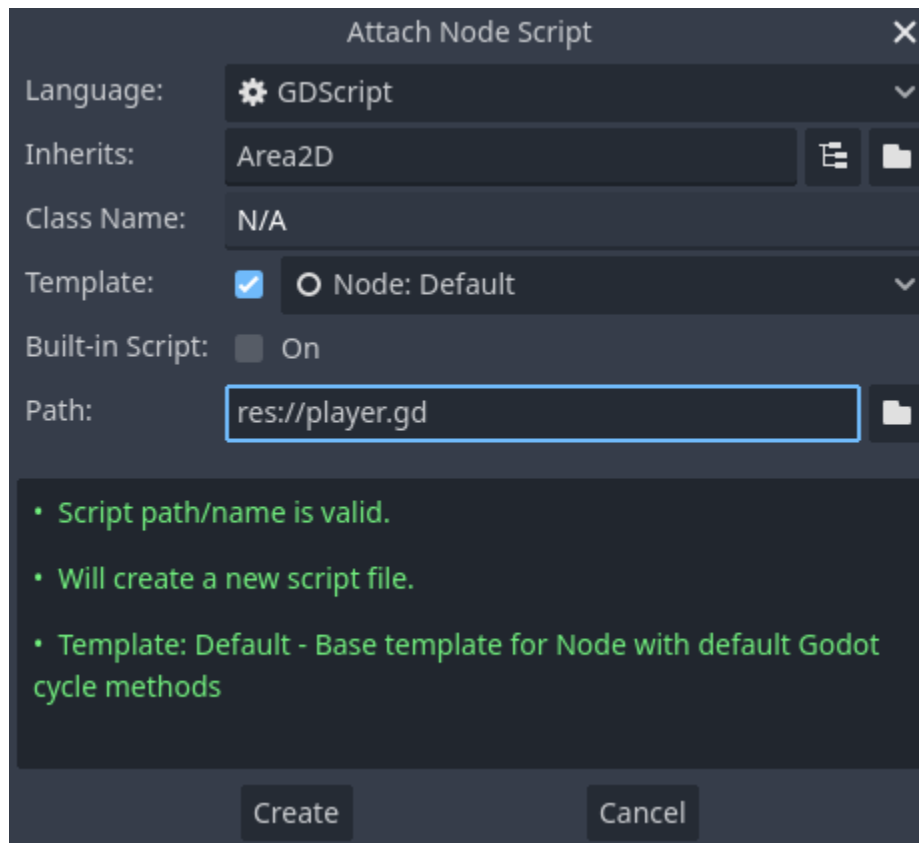 Attach Node Script
Language: GDScript
Inherits: Area2D
Class Name: N/A
Template: Node: Default
Built-in Script: On
Path: res://player.gd
• Script path/name is valid.
• Will create a new script file.
• Template: Default - Base template for Node with default Godot
cycle methods
Create Cancel